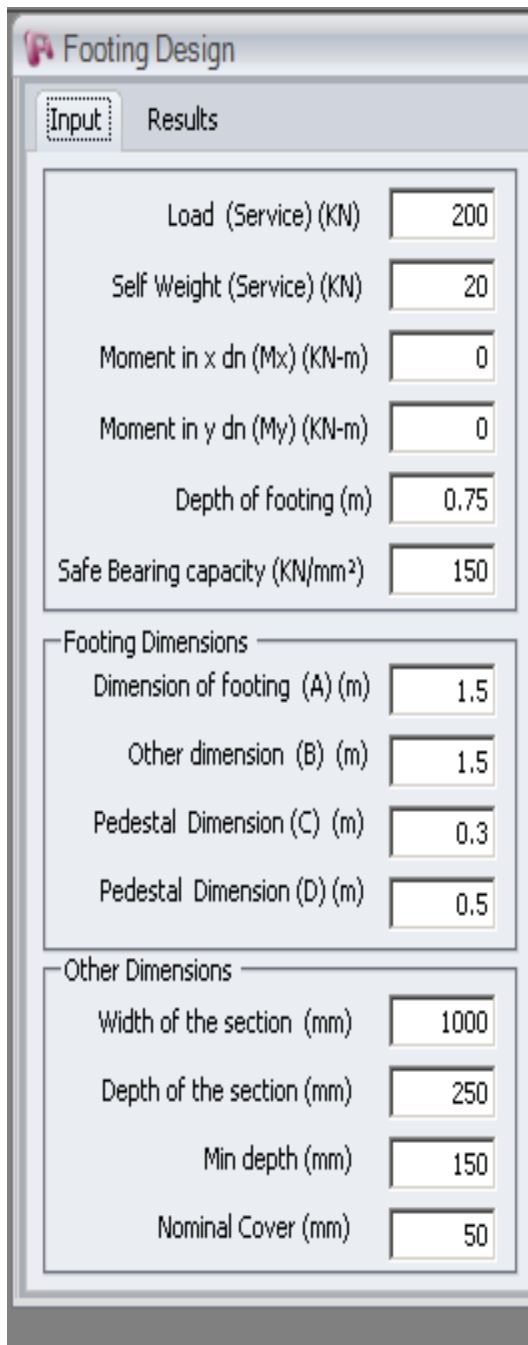 Footing Design
Input Results
Load (Service) (KN) 200
Self Weight (Service) (KN) 20
Moment in x dn (Mx) (KN-m) 0
Moment in y dn (My) (KN-m) 0
Depth of footing (m) 0.75
Safe Bearing capacity (KN/mm²) 150
Footing Dimensions
Dimension of footing (A) (m) 1.5
Other dimension (B) (m) 1.5
Pedestal Dimension (C) (m) 0.3
Pedestal Dimension (D) (m) 0.5
Other Dimensions
Width of the section (mm) 1000
Depth of the section (mm) 250
Min depth (mm) 150
Nominal Cover (mm) 50